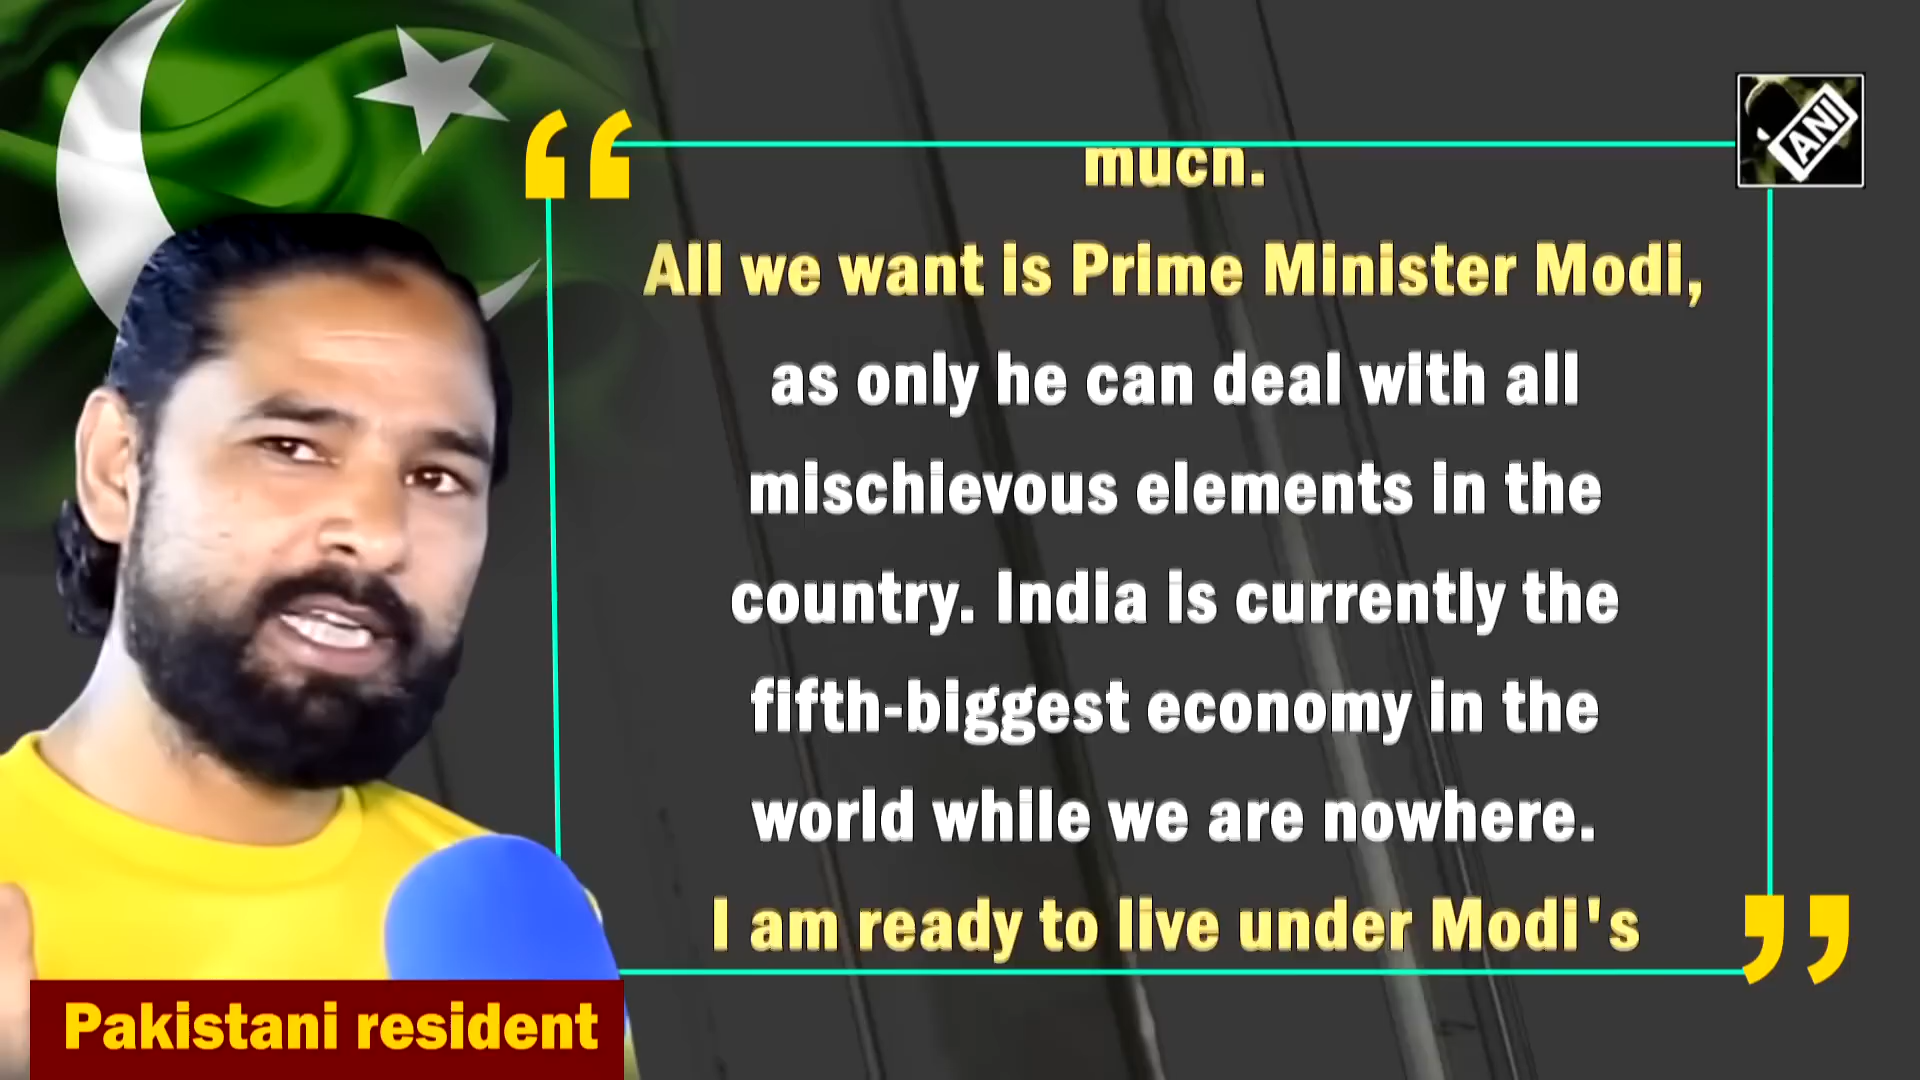 much.
All we want is Prime Minister Modi,
as only he can deal with all
mischievous elements in the
country. India is currently the
fifth-biggest economy in the
world while we are nowhere.
I am ready to live under Modi's
Pakistani resident
ANI